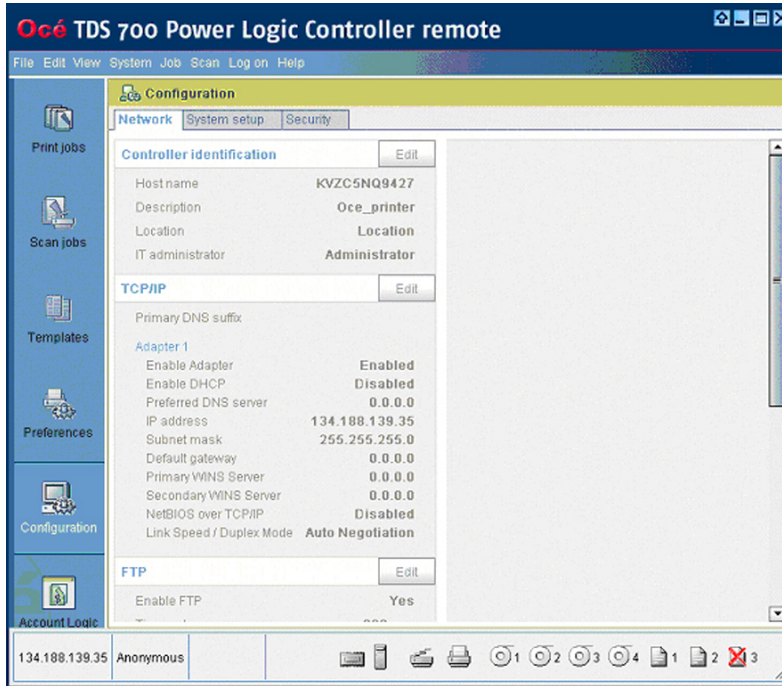 Océ TDS 700 Power Logic Controller remote
File Edit View System Job Scan Log on Help
Print jobs
Scan jobs
Templates
Preferences
Configuration
Account Logic
Configuration
Network System setup Security
Controller identification Edit
Host name KVZC5NQ9427
Description Oce_printer
Location Location
IT administrator Administrator
TCP/IP Edit
Primary DNS suffix
Adapter 1
Enable Adapter Enabled
Enable DHCP Disabled
Preferred DNS server 0.0.0.0
IP address 134.188.139.35
Subnet mask 255.255.255.0
Default gateway 0.0.0.0
Primary WINS Server 0.0.0.0
Secondary WINS Server 0.0.0.0
NetBIOS over TCP/IP Disabled
Link Speed / Duplex Mode Auto Negotiation
FTP Edit
Enable FTP Yes
134.188.139.35 Anonymous 1 2 3 4 1 2 3